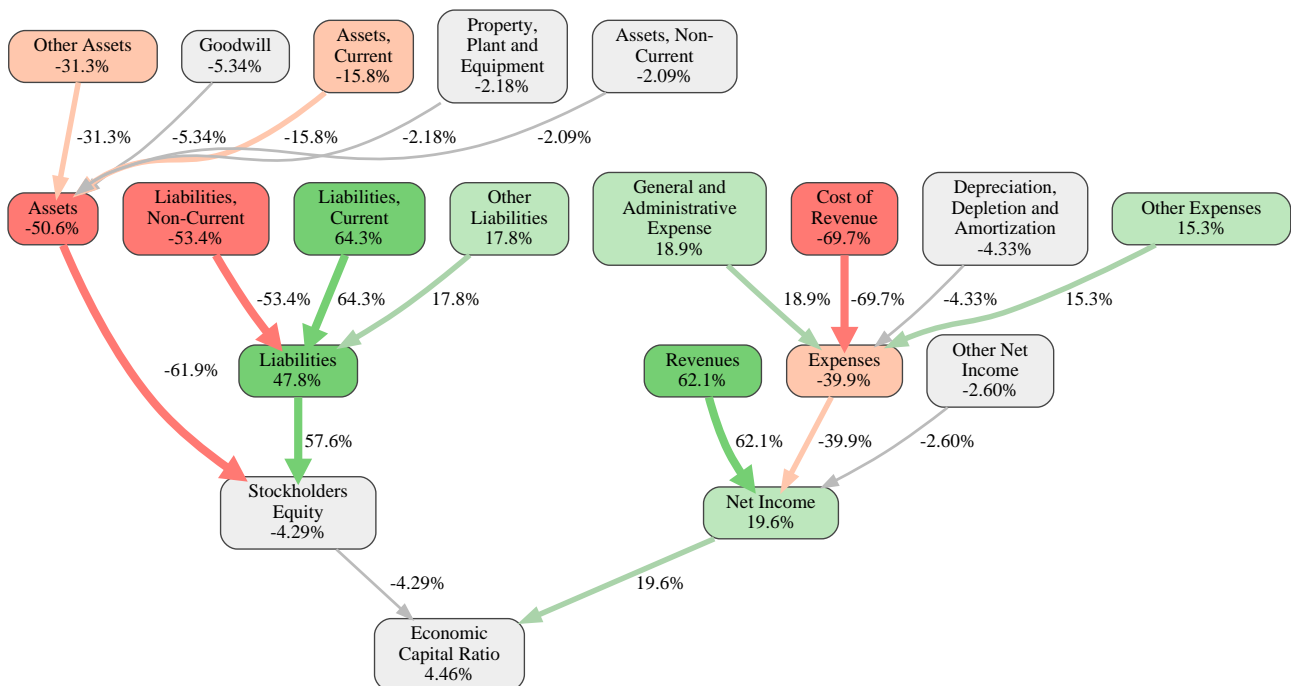 Other Assets
-31.3%
Goodwill
-5.34%
Assets,
Current
-15.8%
Property,
Plant and
Equipment
-2.18%
Assets, Non-
Current
-2.09%
-31.3%
-5.34%
-15.8%
-2.18%
-2.09%
Assets
-50.6%
Liabilities,
Non-Current
-53.4%
Liabilities,
Current
64.3%
Other
Liabilities
17.8%
General and
Administrative
Expense
18.9%
Cost of
Revenue
-69.7%
Depreciation,
Depletion and
Amortization
-4.33%
Other Expenses
15.3%
-53.4%
64.3%
17.8%
18.9%
-69.7%
-4.33%
15.3%
-61.9%
Liabilities
47.8%
Revenues
62.1%
Expenses
-39.9%
Other Net
Income
-2.60%
57.6%
62.1%
-39.9%
-2.60%
Stockholders
Equity
-4.29%
Net Income
19.6%
-4.29%
19.6%
Economic
Capital Ratio
4.46%